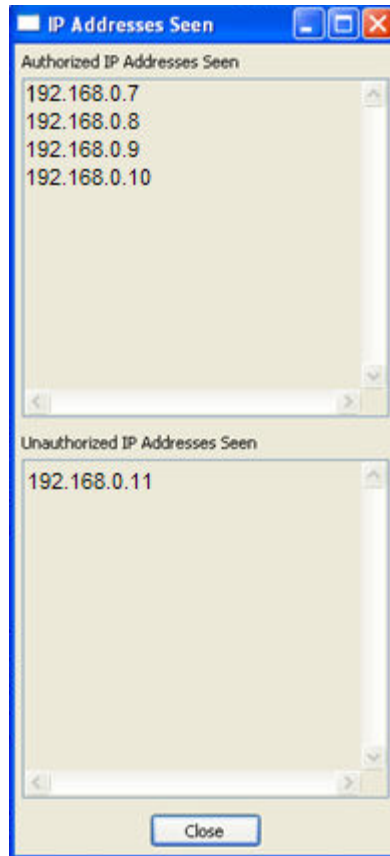 IP Addresses Seen
Authorized IP Addresses Seen
192.168.0.7
192.168.0.8
192.168.0.9
192.168.0.10
Unauthorized IP Addresses Seen
192.168.0.11
Close